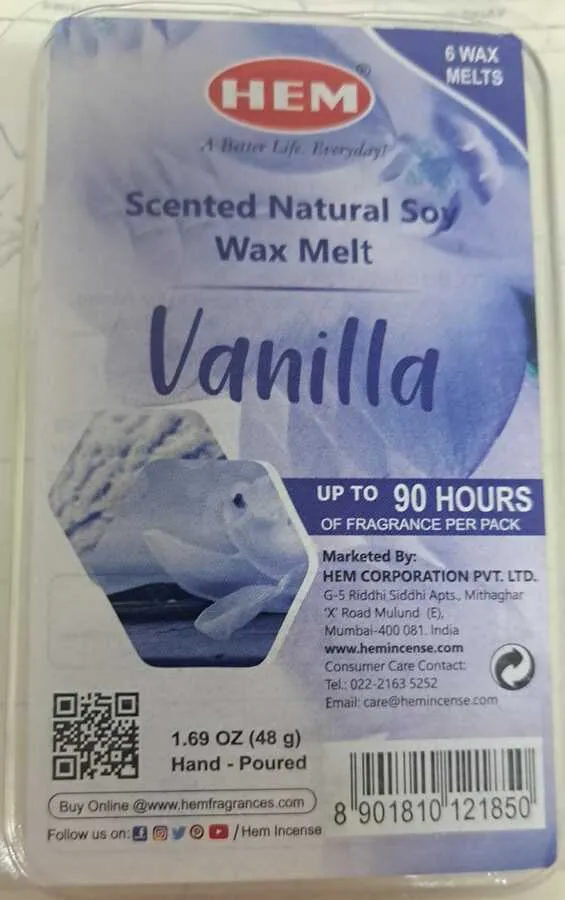 6 WAX
MELTS
HEM®
A Better Life. Everyday!
Scented Natural Soy
Wax Melt
Vanilla
UP TO 90 HOURS
OF FRAGRANCE PER PACK
Marketed By:
HEM CORPORATION PVT. LTD.
G-5 Riddhi Siddhi Apts., Mithaghar
'X' Road Mulund (E),
Mumbai-400 081. India
www.hemincense.com
Consumer Care Contact:
Tel.: 022-2163 5252
Email: care@hemincense.com
1.69 OZ (48 g)
Hand - Poured
Buy Online @www.hemfragrances.com
Follow us on: / Hem Incense
8 901810 121850